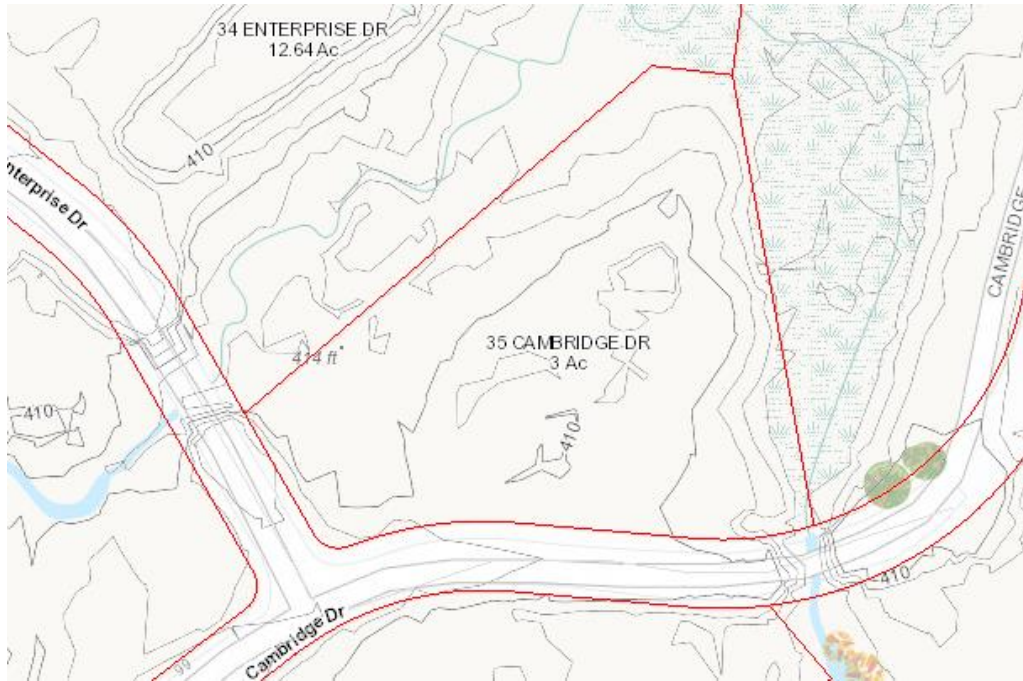 34 ENTERPRISE DR
12.64 Ac
410
nterprise Dr
CAMBRIDGE
35 CAMBRIDGE DR
3 Ac
414 ft
410
410
410
99
Cambridge Dr